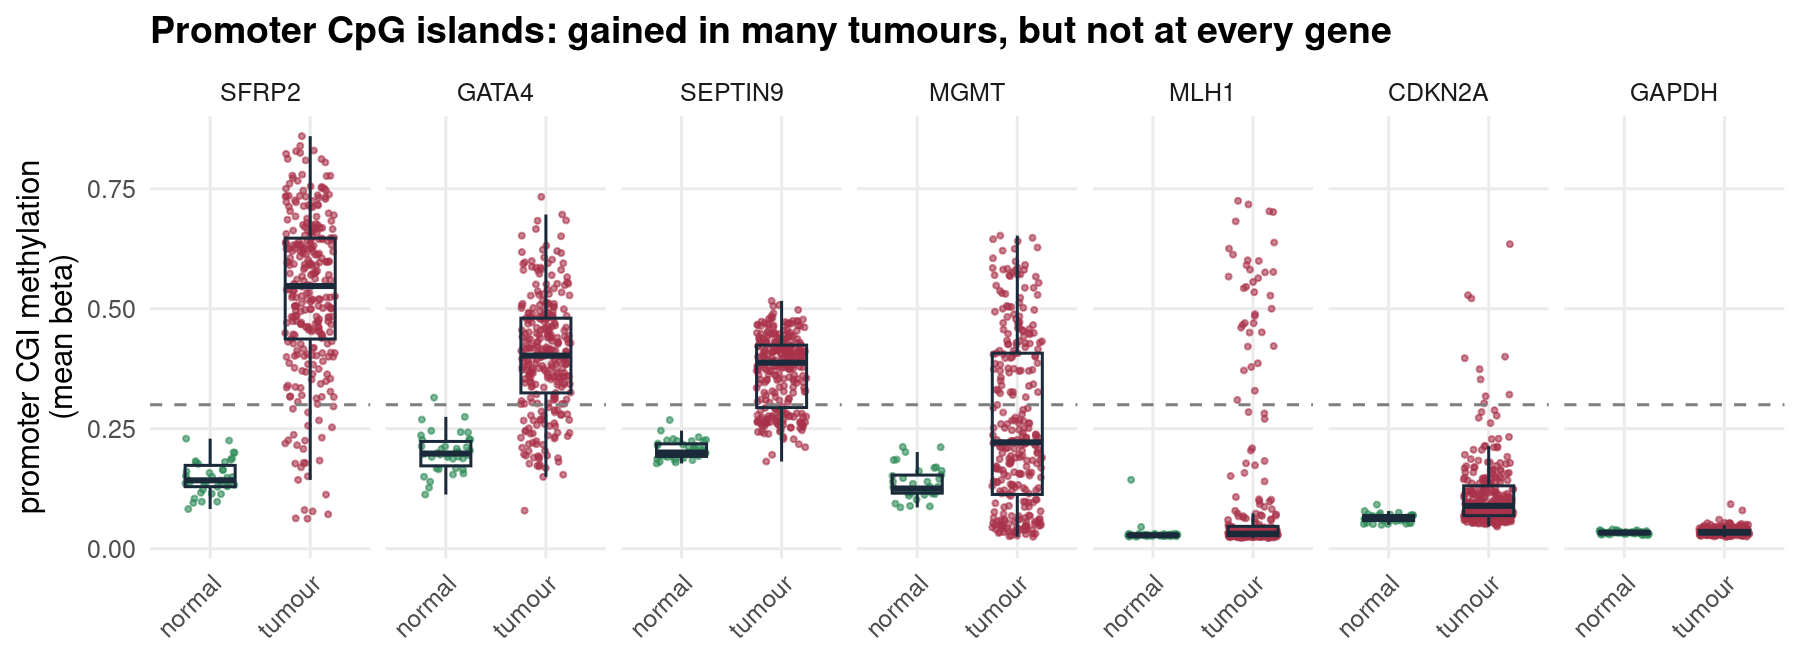 Promoter CpG islands: gained in many tumours, but not at every gene
SFRP2
GATA4
SEPTIN9
MGMT
MLH1
CDKN2A
GAPDH
promoter CGI methylation
(mean beta)
0.75
0.50
0.25
0.00
normal
tumour
normal
tumour
normal
tumour
normal
tumour
normal
tumour
normal
tumour
normal
tumour